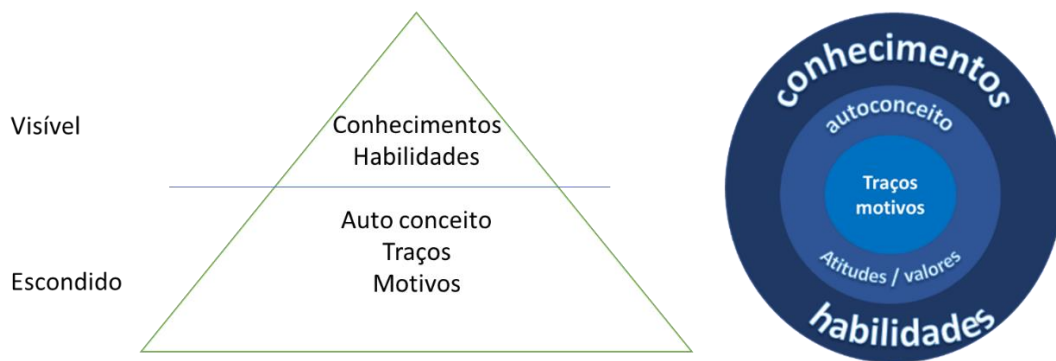 Visível
Conhecimentos
Habilidades
Auto conceito
Traços
Motivos
Escondido
conhecimentos
autoconceito
Traços
motivos
Atitudes / valores
habilidades